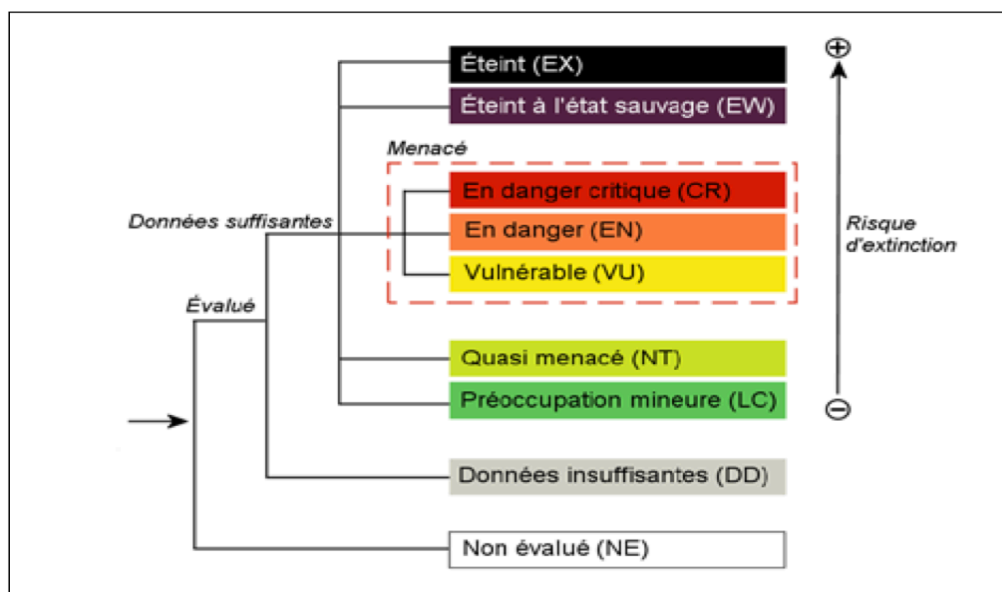 Éteint (EX)
Éteint à l'état sauvage (EW)
Menacé
En danger critique (CR)
Données suffisantes
En danger (EN)
Risque
d'extinction
Vulnérable (VU)
Évalué
Quasi menacé (NT)
Préoccupation mineure (LC)
Données insuffisantes (DD)
Non évalué (NE)